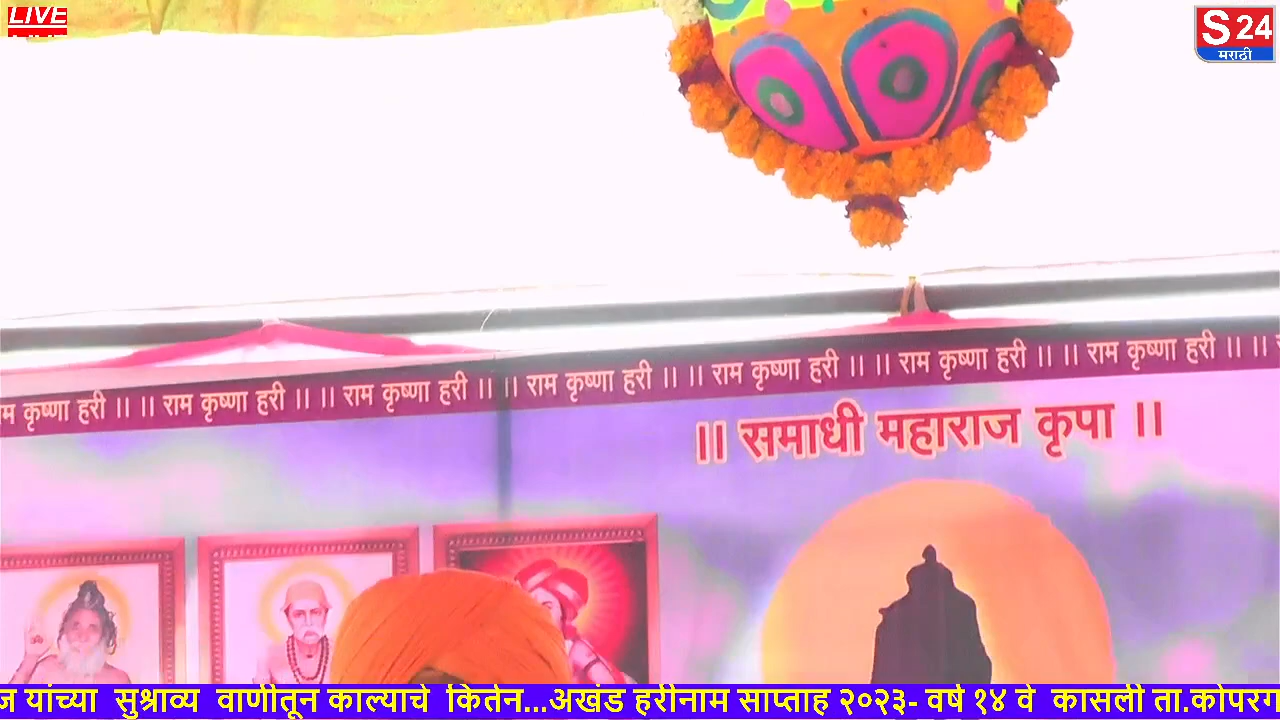 LIVE
S 24
मराठी
म कृष्णा हरी ।। ।। राम कृष्णा हरी ।। ।। राम कृष्णा हरी ।। ।। राम कृष्णा हरी ।। ।। राम कृष्णा हरी ।। ।। राम कृष्णा हरी ।। ।। राम कृष्णा हरी ।। ।।
।। समाधी महाराज कृपा ।।
ज यांच्या सुश्राव्य वाणीतून काल्याचे किर्तन...अखंड हरीनाम साप्ताह २०२३- वर्ष १४ वे कासली ता.कोपरग